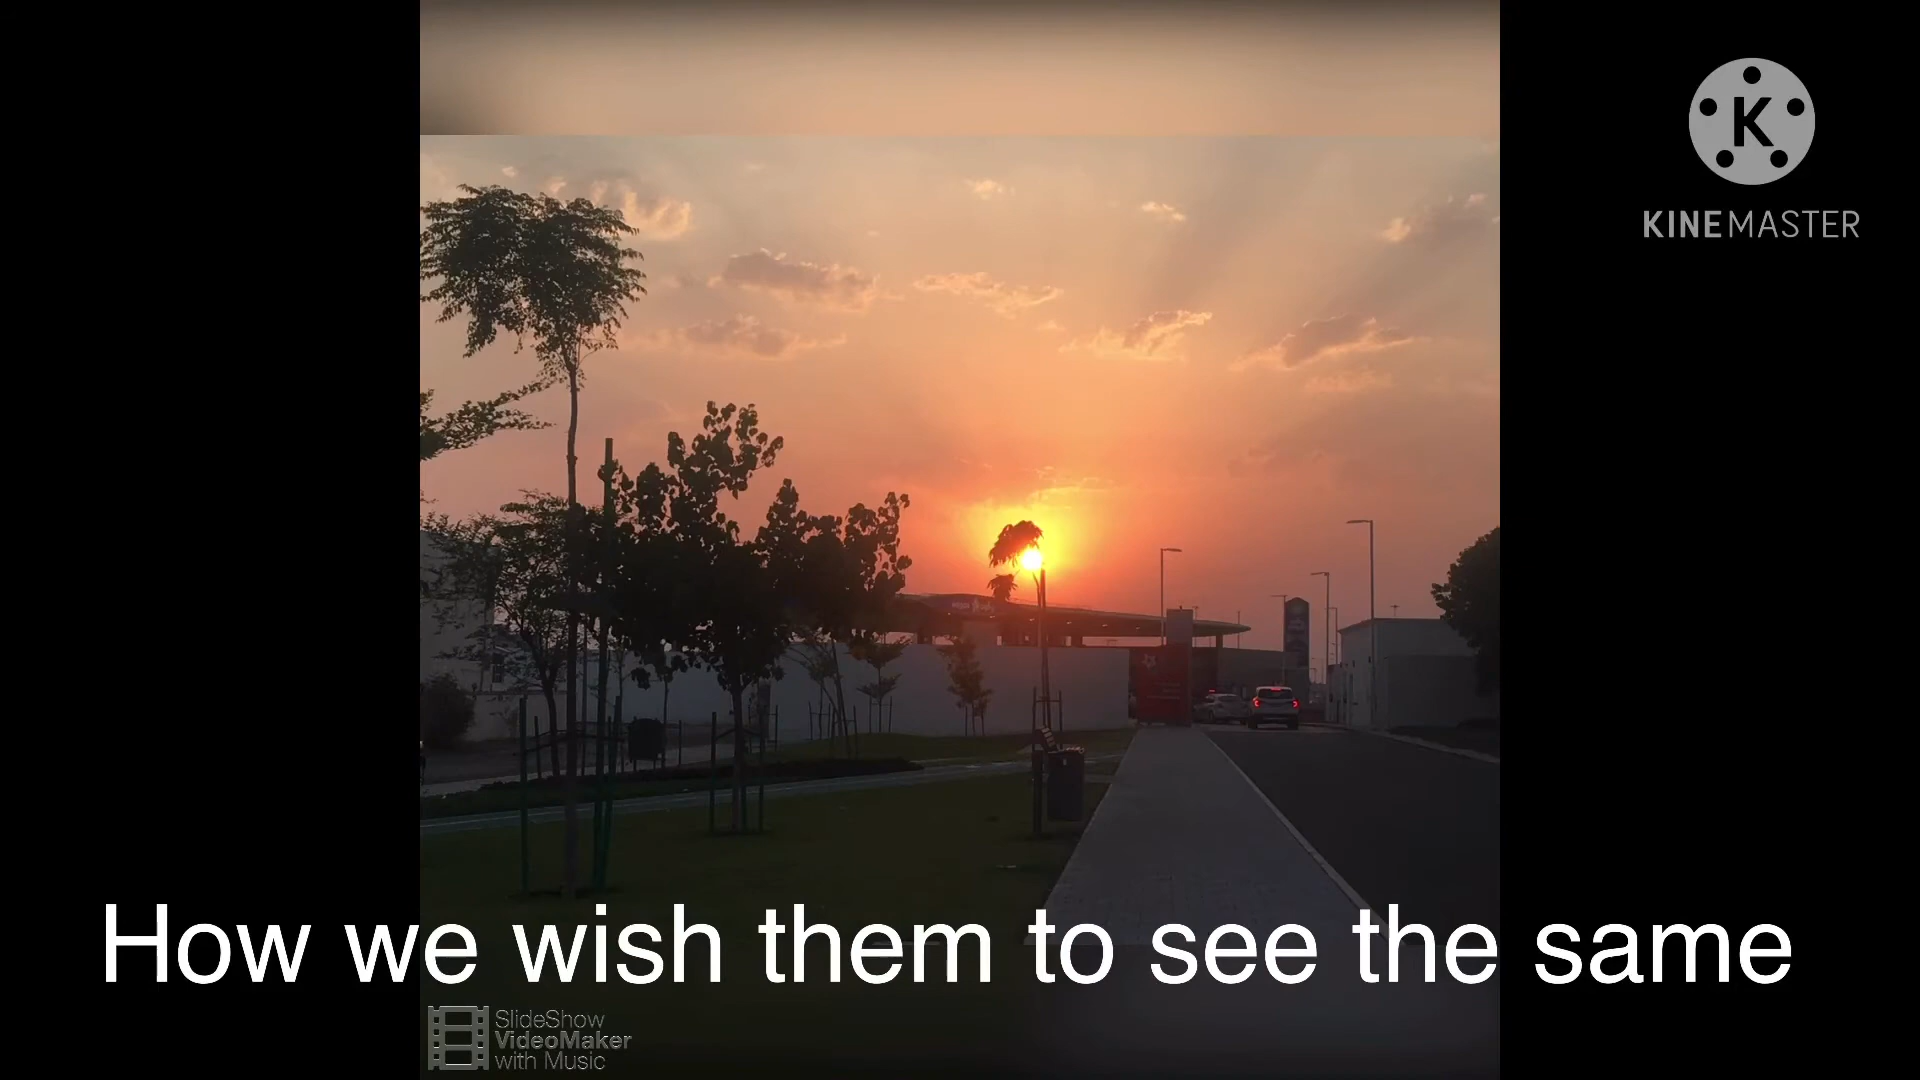 K
KINEMASTER
How we wish them to see the same
SlideShow
VideoMaker
with Music